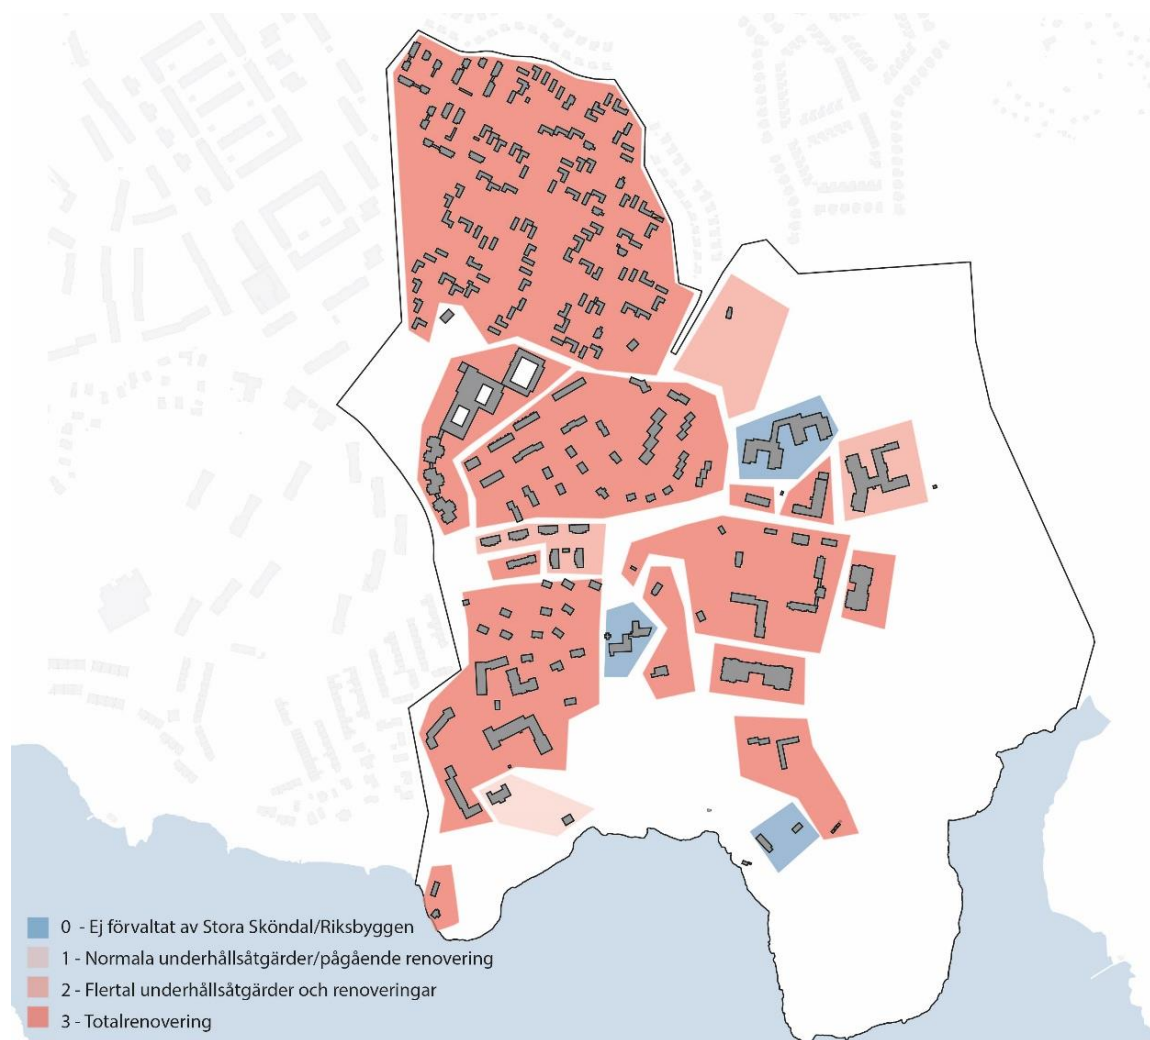 0 - Ej förvaltat av Stora Sköndal/Riksbyggen
1 - Normala underhållsåtgärder/pågående renovering
2 - Flertal underhållsåtgärder och renoveringar
3 - Totalrenovering